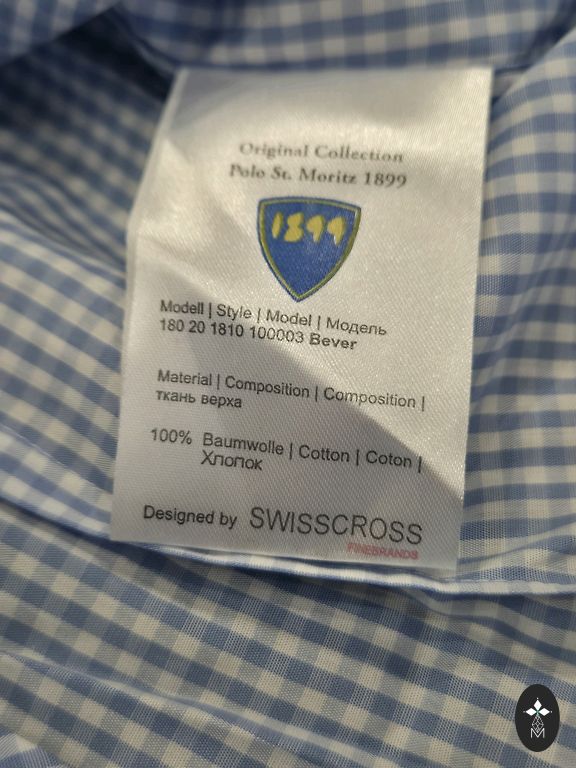 Original Collection
Polo St. Moritz 1899
1899
Modell | Style | Model | Модель
180 20 1810 100003 Bever
Material | Composition | Composition |
ткань верха
100% Baumwolle | Cotton | Coton |
Хлопок
Designed by SWISSCROSS
FINEBRANDS
M